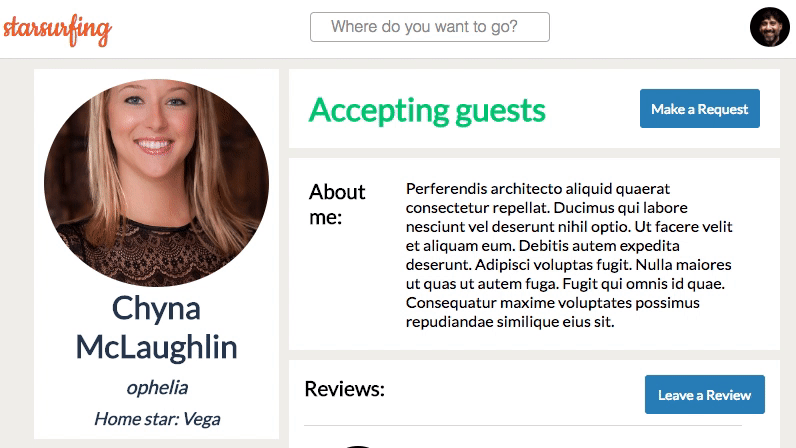 starsurfing
Where do you want to go?
Chyna
McLaughlin
ophelia
Home star: Vega
Accepting guests
Make a Request
About
me:
Perferendis architecto aliquid quaerat
consectetur repellat. Ducimus qui labore
nesciunt vel deserunt nihil optio. Ut facere velit
et aliquam eum. Debitis autem expedita
deserunt. Adipisci voluptas fugit. Nulla maiores
ut quas ut autem fuga. Fugit qui omnis id quae.
Consequatur maxime voluptates possimus
repudiandae similique eius sit.
Reviews:
Leave a Review